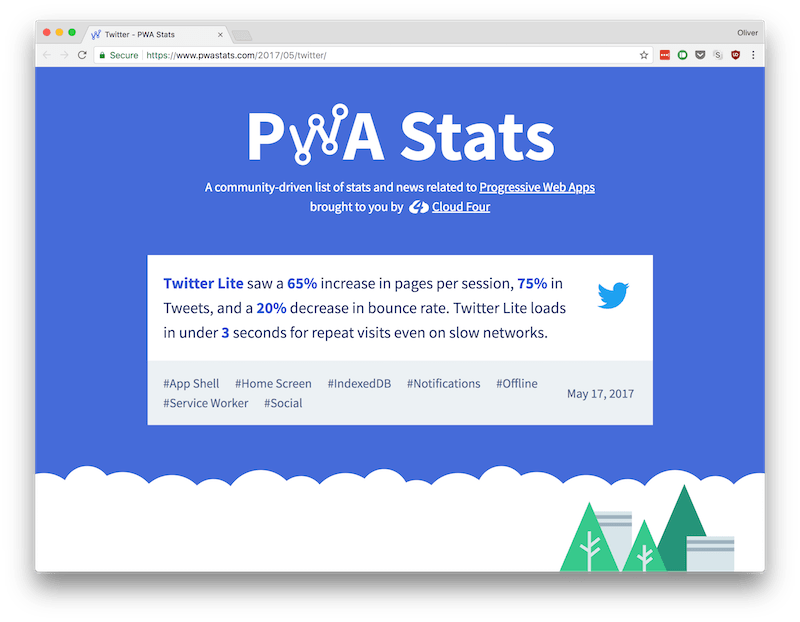 Twitter - PWA Stats
Oliver
Secure https://www.pwastats.com/2017/05/twitter/
PWA Stats
A community-driven list of stats and news related to Progressive Web Apps
brought to you by Cloud Four
Twitter Lite saw a 65% increase in pages per session, 75% in
Tweets, and a 20% decrease in bounce rate. Twitter Lite loads
in under 3 seconds for repeat visits even on slow networks.
#App Shell #Home Screen #IndexedDB #Notifications #Offline
#Service Worker #Social
May 17, 2017